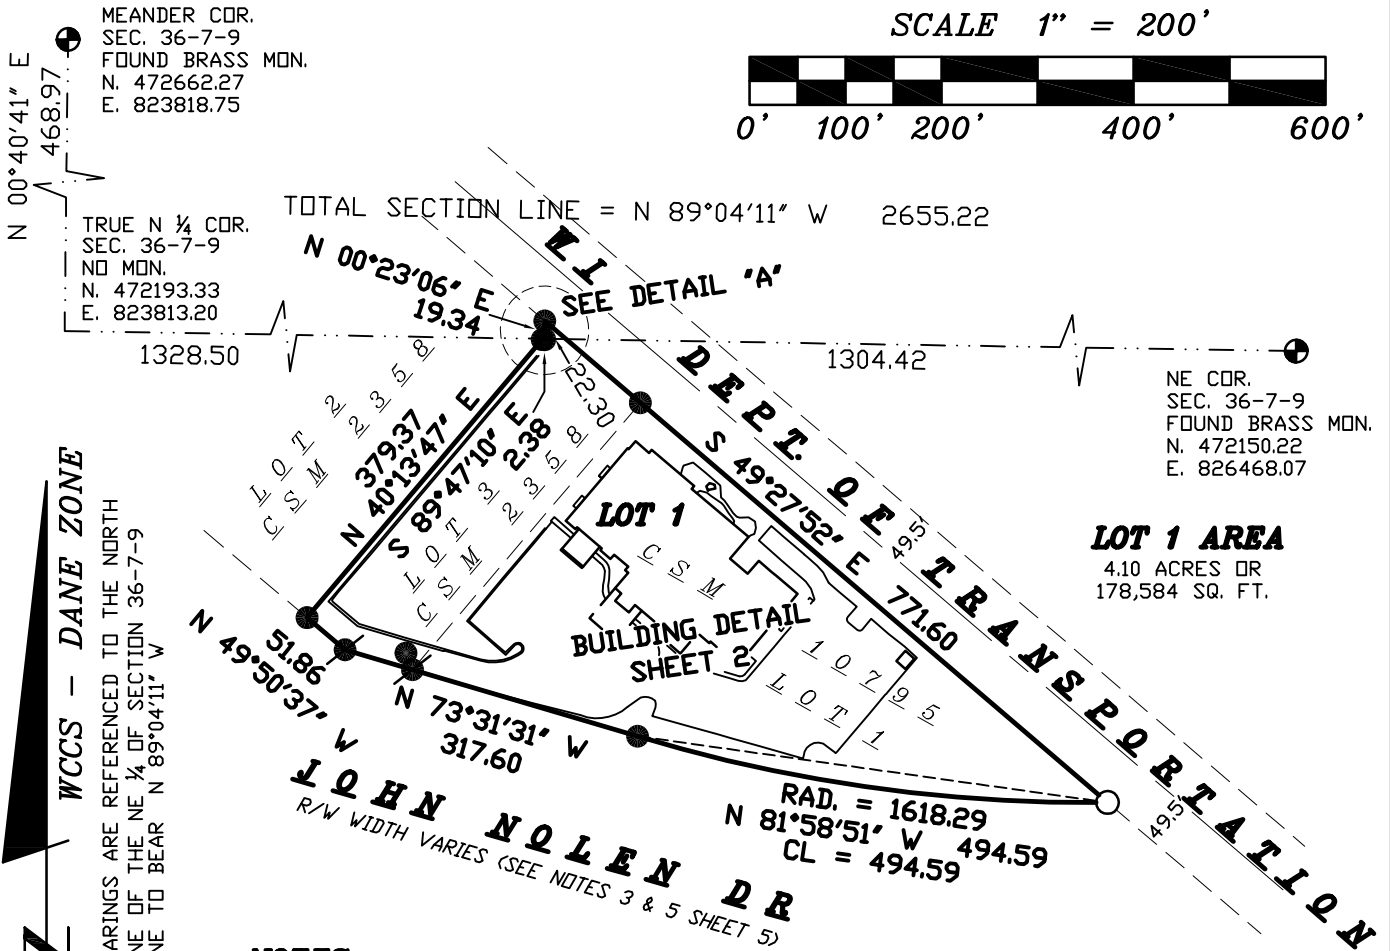 MEANDER COR.
SEC. 36-7-9
FOUND BRASS MON.
N. 472662.27
E. 823818.75
N 00°40'41" E
468.97
SCALE 1" = 200'
0' 100' 200' 400' 600'
TOTAL SECTION LINE = N 89°04'11" W 2655.22
TRUE N ¼ COR.
SEC. 36-7-9
NO MON.
N. 472193.33
E. 823813.20
N 00°23'06" E
19.34
SEE DETAIL "A"
1328.50
1304.42
NE COR.
SEC. 36-7-9
FOUND BRASS MON.
N. 472150.22
E. 826468.07
WI DEPT. OF TRANSPORTATION
22.30
LOT 2
CSM 2358
379.37
N 40°13'47" E
S 89°47'10" E
2.38
LOT 3
CSM 2358
S 49°27'52" E 771.60
49.5'
49.5'
LOT 1
CSM 10795
LOT 1
BUILDING DETAIL
SHEET 2
LOT 1 AREA
4.10 ACRES OR
178,584 SQ. FT.
51.86
N 49°50'37" W
N 73°31'31" W
317.60
RAD. = 1618.29
N 81°58'51" W 494.59
CL = 494.59
JOHN NOLEN DR
R/W WIDTH VARIES (SEE NOTES 3 & 5 SHEET 5)
WCCS - DANE ZONE
ARINGS ARE REFERENCED TO THE NORTH
NE OF THE NE ¼ OF SECTION 36-7-9
NE TO BEAR N 89°04'11" W
NOTES